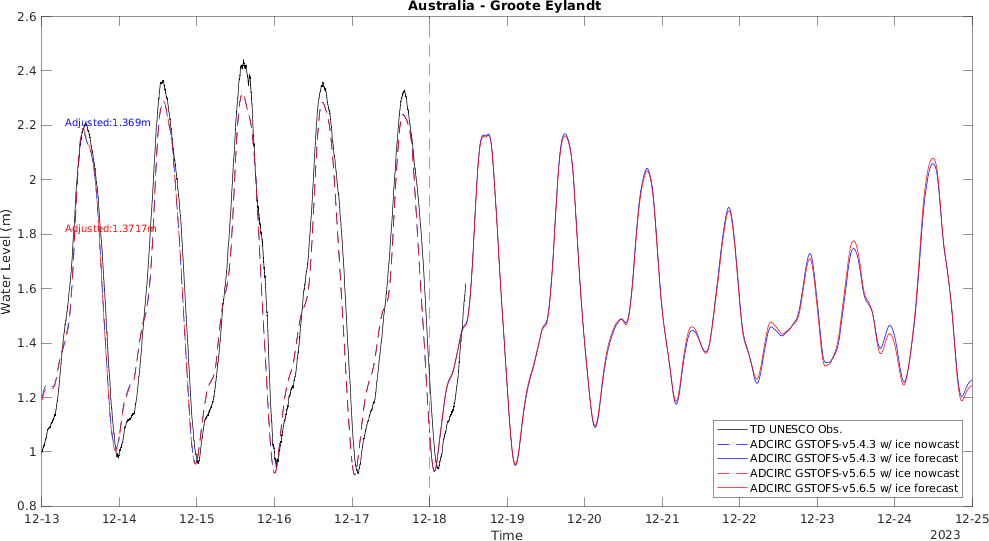 Australia - Groote Eylandt
2.6
2.4
2.2
2
1.8
1.6
1.4
1.2
1
0.8
Water Level (m)
Adjusted:1.369m
Adjusted:1.3717m
TD UNESCO Obs.
ADCIRC GSTOFS-v5.4.3 w/ ice nowcast
ADCIRC GSTOFS-v5.4.3 w/ ice forecast
ADCIRC GSTOFS-v5.6.5 w/ ice nowcast
ADCIRC GSTOFS-v5.6.5 w/ ice forecast
12-13 12-14 12-15 12-16 12-17 12-18 12-19 12-20 12-21 12-22 12-23 12-24 12-25
Time
2023